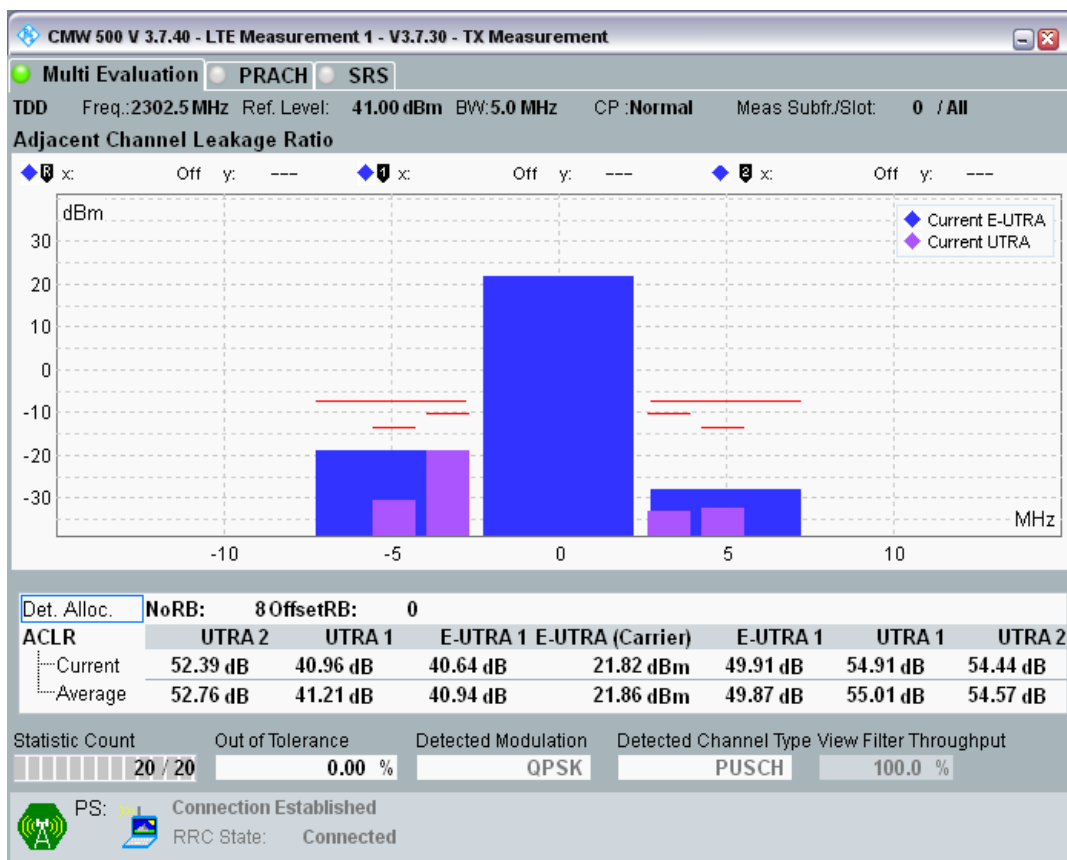 CMW 500 V 3.7.40 - LTE Measurement 1 - V3.7.30 - TX Measurement
Multi Evaluation PRACH SRS
TDD Freq.:2302.5 MHz Ref. Level: 41.00 dBm BW:5.0 MHz CP :Normal Meas Subfr./Slot: 0 / All
Adjacent Channel Leakage Ratio
R x: Off y: --- 1 x: Off y: --- 2 x: Off y: ---
dBm
Current E-UTRA
Current UTRA
30
20
10
0
-10
-20
-30
MHz
-10 -5 0 5 10
Det. Alloc. NoRB: 8 OffsetRB: 0
ACLR UTRA 2 UTRA 1 E-UTRA 1 E-UTRA (Carrier) E-UTRA 1 UTRA 1 UTRA 2
Current 52.39 dB 40.96 dB 40.64 dB 21.82 dBm 49.91 dB 54.91 dB 54.44 dB
Average 52.76 dB 41.21 dB 40.94 dB 21.86 dBm 49.87 dB 55.01 dB 54.57 dB
Statistic Count Out of Tolerance Detected Modulation Detected Channel Type View Filter Throughput
20 / 20 0.00 % QPSK PUSCH 100.0 %
PS: Connection Established
RRC State: Connected